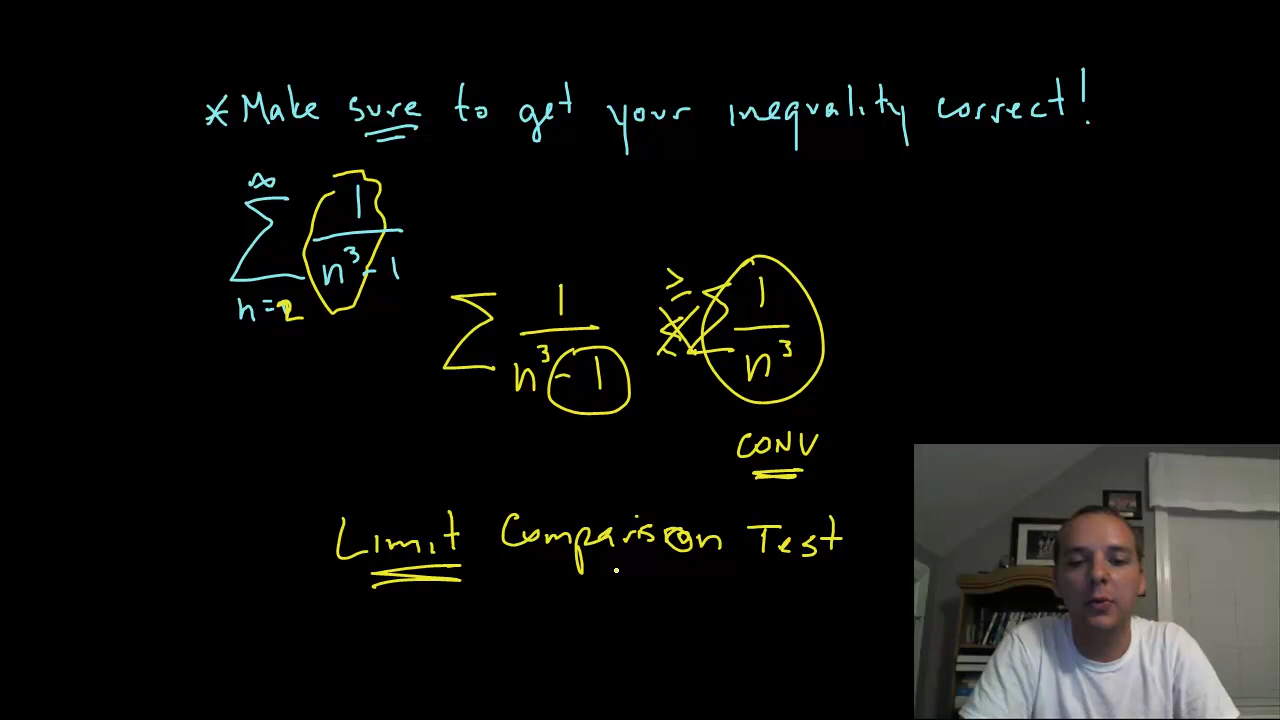 * Make sure to get your inequality correct!
∞
∑ 1/(n³ - 1)
n=2
∑ 1/(n³ - 1) ≥ ≤ ∑ 1/n³
CONV
Limit Comparison Test